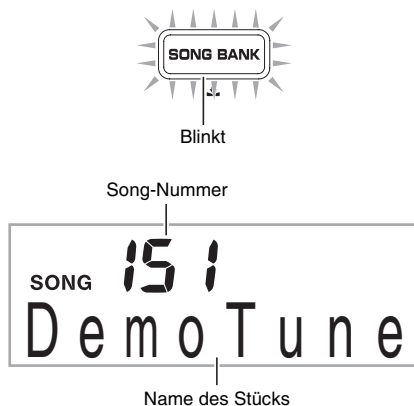 SONG BANK
Blinkt
Song-Nummer
SONG 151
DemoTune
Name des Stücks